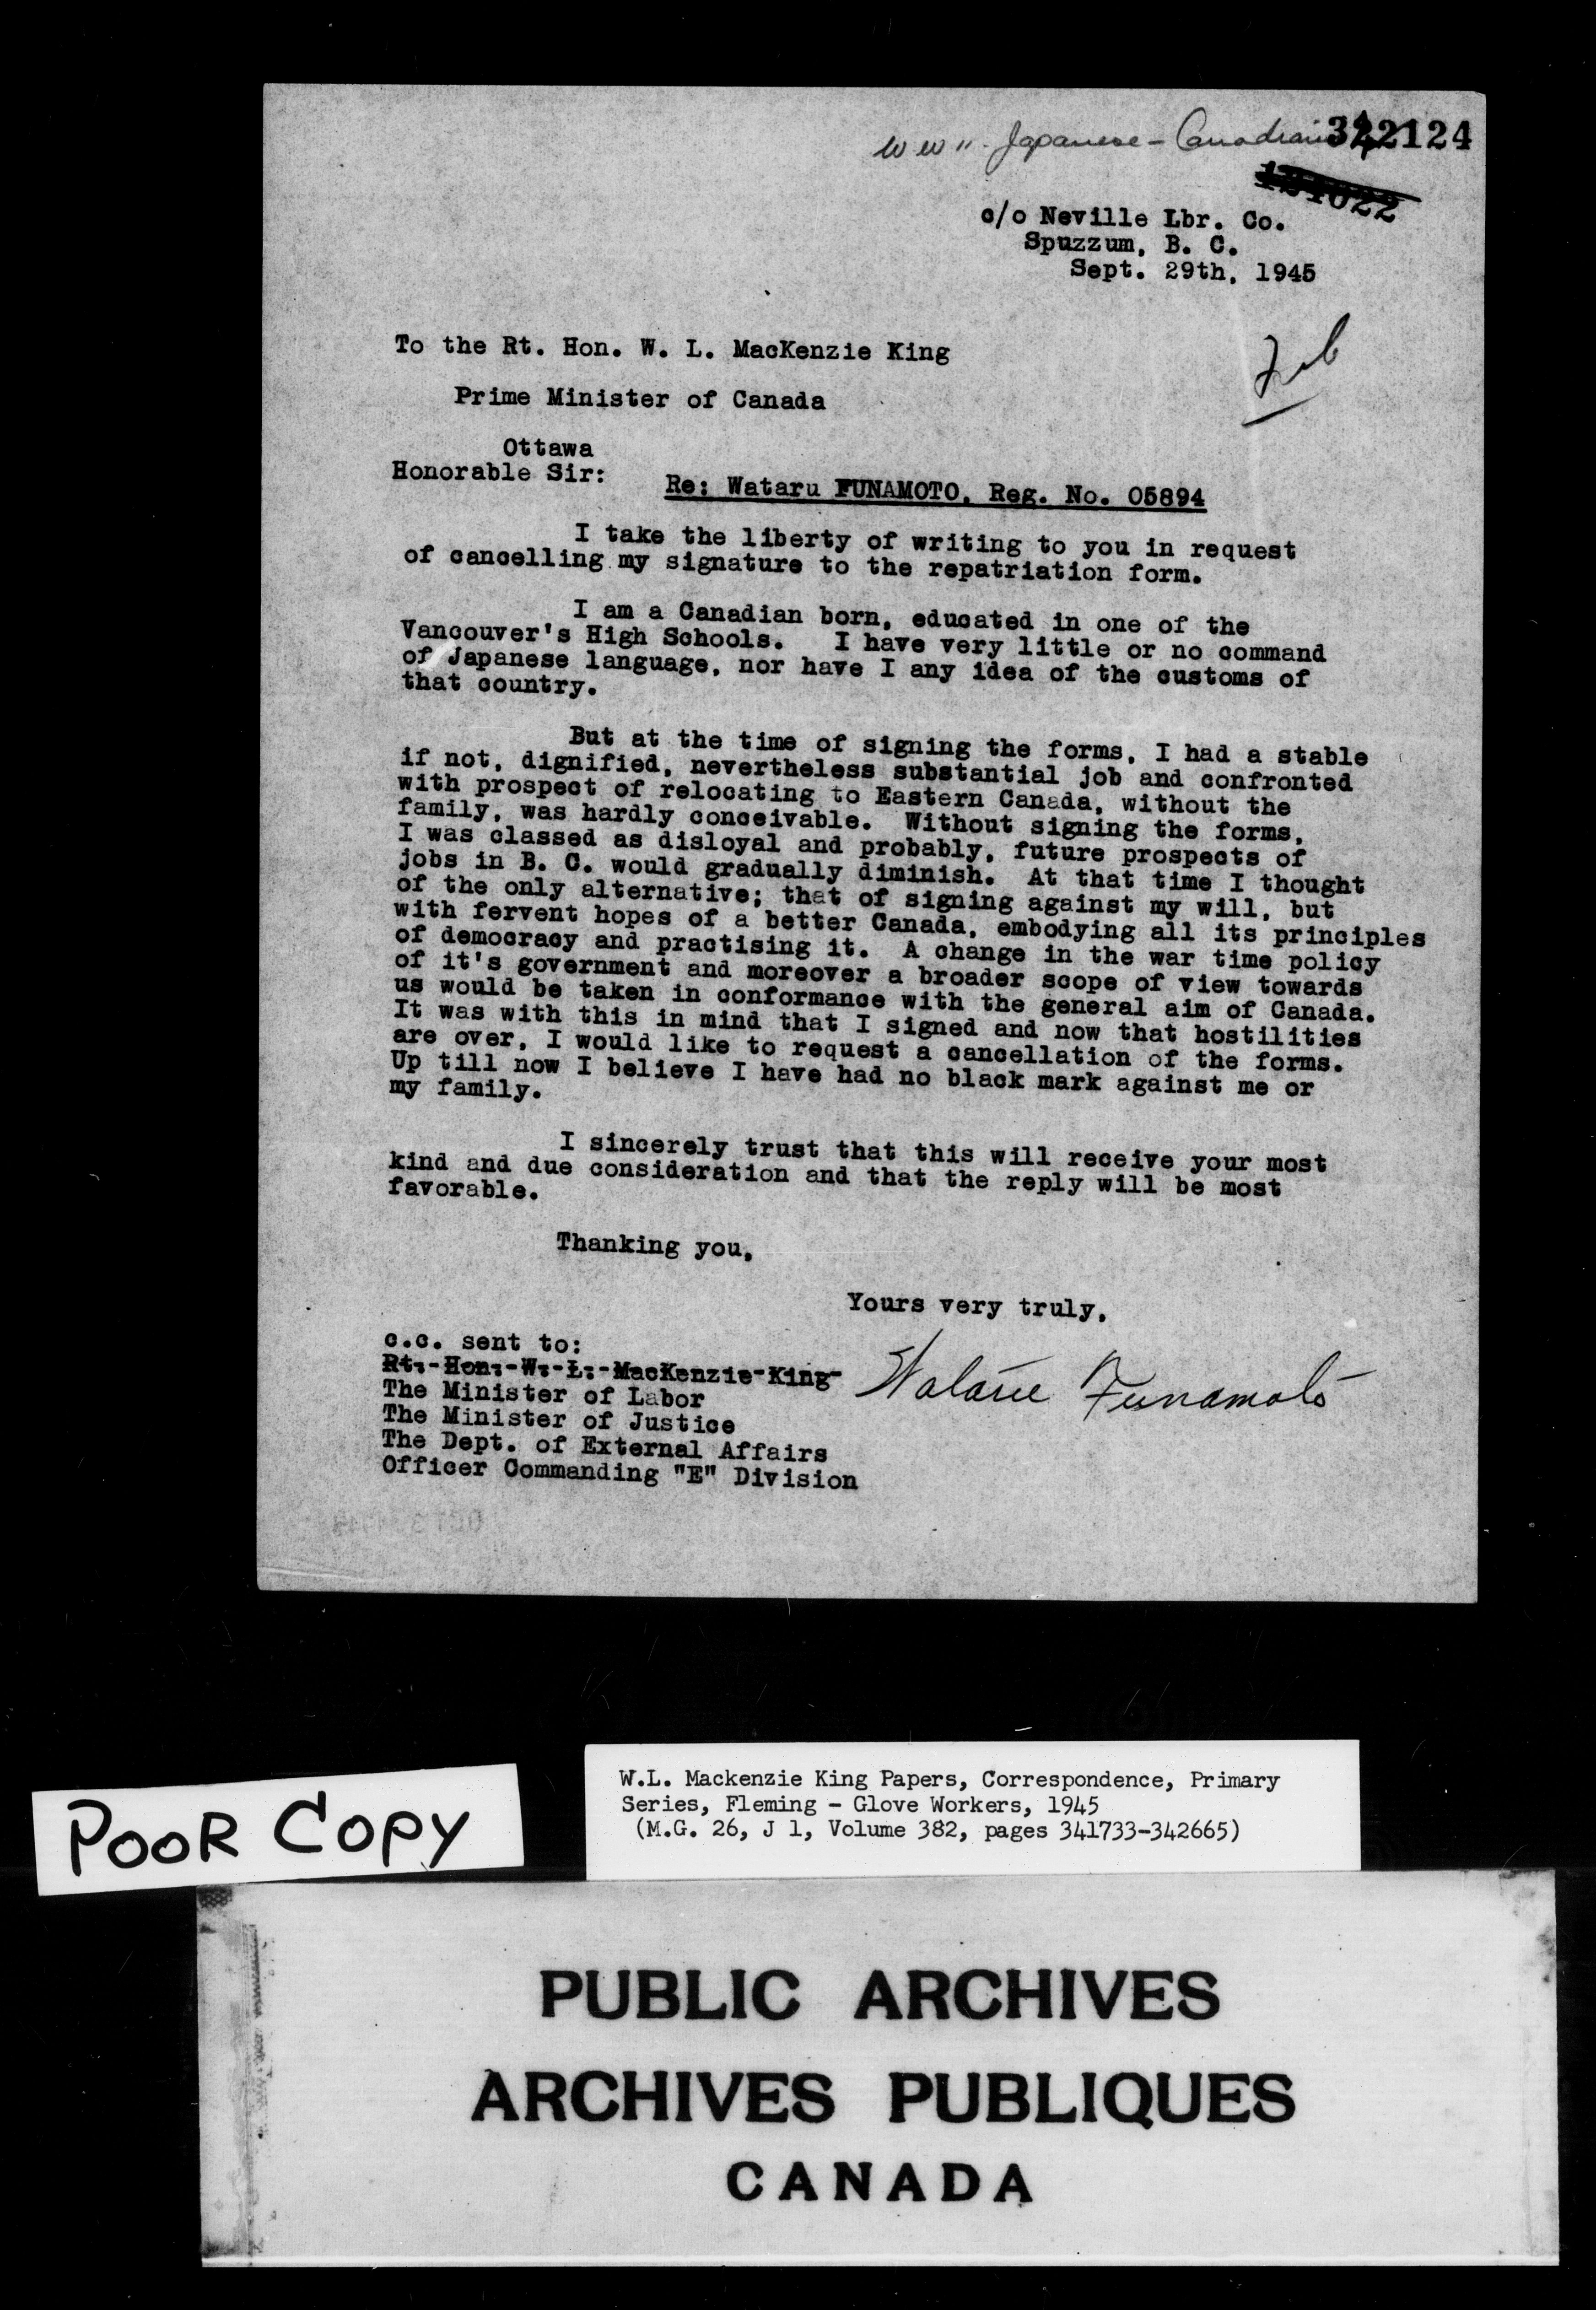 WW II - Japanese - Canadians
342124
c/o Neville Lbr. Co.
Spuzzum, B. C.
Sept. 29th, 1945
To the Rt. Hon. W. L. MacKenzie King
Prime Minister of Canada
Ottawa
Honorable Sir:
Re: Wataru FUNAMOTO, Reg. No. 05894
I take the liberty of writing to you in request
of cancelling my signature to the repatriation form.
I am a Canadian born, educated in one of the
Vancouver's High Schools. I have very little or no command
of Japanese language, nor have I any idea of the customs of
that country.
But at the time of signing the forms, I had a stable
if not, dignified, nevertheless substantial job and confronted
with prospect of relocating to Eastern Canada, without the
family, was hardly conceivable. Without signing the forms,
I was classed as disloyal and probably, future prospects of
jobs in B. C. would gradually diminish. At that time I thought
of the only alternative; that of signing against my will, but
with fervent hopes of a better Canada, embodying all its principles
of democracy and practising it. A change in the war time policy
of it's government and moreover a broader scope of view towards
us would be taken in conformance with the general aim of Canada.
It was with this in mind that I signed and now that hostilities
are over, I would like to request a cancellation of the forms.
Up till now I believe I have had no black mark against me or
my family.
I sincerely trust that this will receive your most
kind and due consideration and that the reply will be most
favorable.
Thanking you,
Yours very truly,
c.c. sent to:
Rt. Hon. W. L. MacKenzie King
Wataru Funamoto
The Minister of Labor
The Minister of Justice
The Dept. of External Affairs
Officer Commanding "E" Division
POOR COPY
W.L. Mackenzie King Papers, Correspondence, Primary
Series, Fleming - Glove Workers, 1945
(M.G. 26, J 1, Volume 382, pages 341733-342665)
PUBLIC ARCHIVES
ARCHIVES PUBLIQUES
CANADA